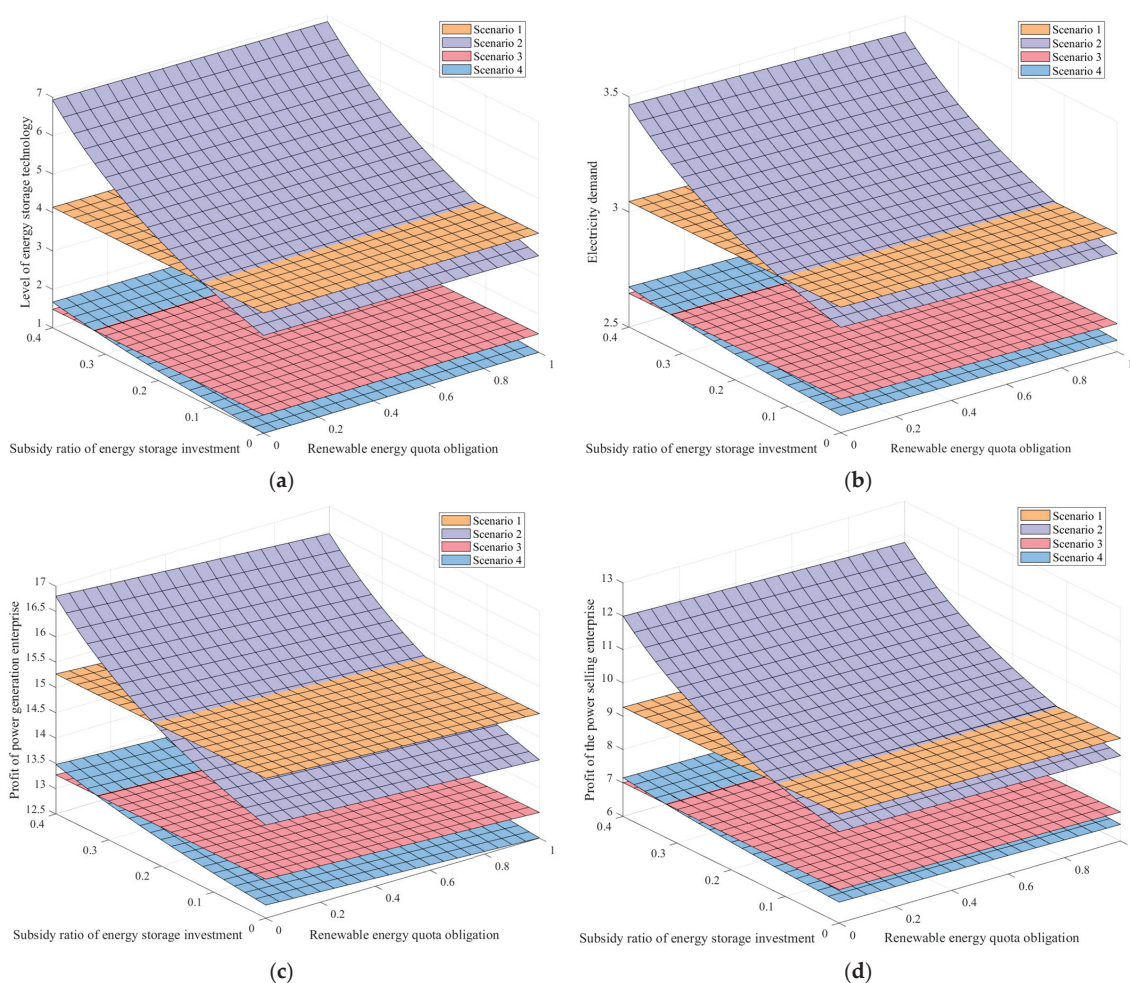 Scenario 1
Scenario 2
Scenario 3
Scenario 4
Level of energy storage technology
7
6
5
4
3
2
1
0.4
0.3
0.2
0.1
0
0
0.2
0.4
0.6
0.8
1
Subsidy ratio of energy storage investment
Renewable energy quota obligation
(a)
Scenario 1
Scenario 2
Scenario 3
Scenario 4
Electricity demand
3.5
3
2.5
0.4
0.3
0.2
0.1
0
0
0.2
0.4
0.6
0.8
1
Subsidy ratio of energy storage investment
Renewable energy quota obligation
(b)
Scenario 1
Scenario 2
Scenario 3
Scenario 4
Profit of power generation enterprise
17
16.5
16
15.5
15
14.5
14
13.5
13
12.5
0.4
0.3
0.2
0.1
0
0
0.2
0.4
0.6
0.8
1
Subsidy ratio of energy storage investment
Renewable energy quota obligation
(c)
Scenario 1
Scenario 2
Scenario 3
Scenario 4
Profit of the power selling enterprise
13
12
11
10
9
8
7
6
0.4
0.3
0.2
0.1
0
0
0.2
0.4
0.6
0.8
Subsidy ratio of energy storage investment
Renewable energy quota obligation
(d)